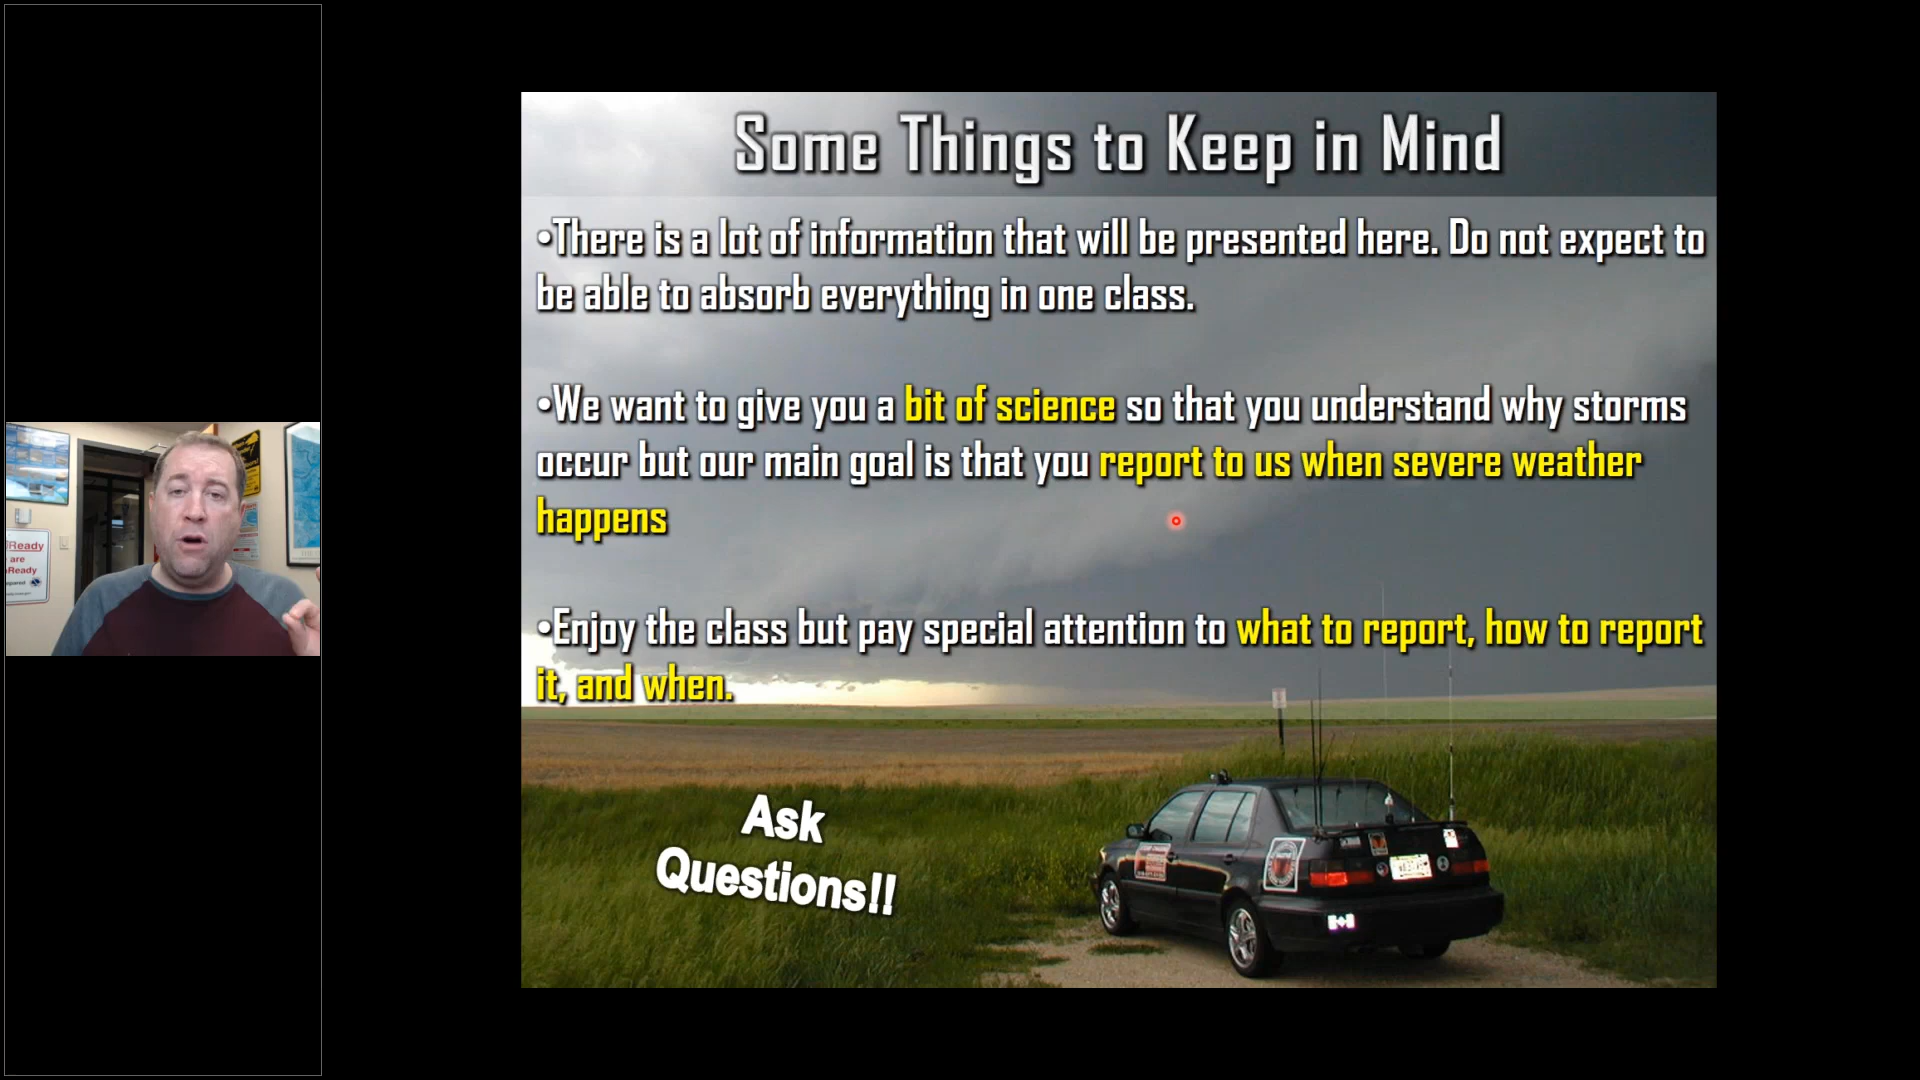 Some Things to Keep in Mind
•There is a lot of information that will be presented here. Do not expect to
be able to absorb everything in one class.
•We want to give you a bit of science so that you understand why storms
occur but our main goal is that you report to us when severe weather
happens
•Enjoy the class but pay special attention to what to report, how to report
it, and when.
Ask
Questions!!
Ready
are
Ready